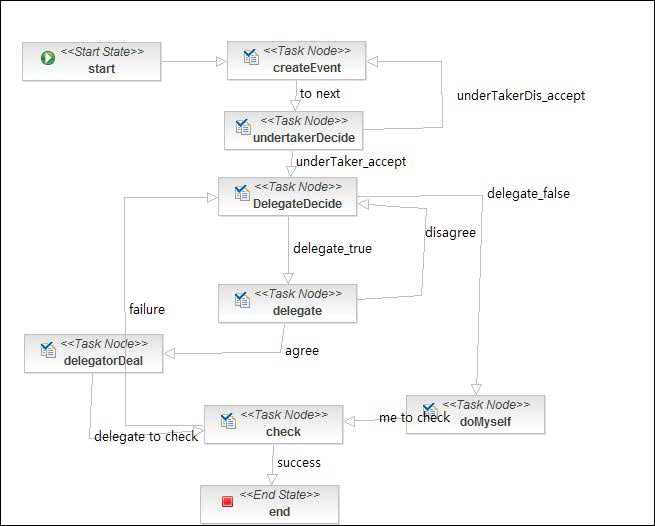 <<Start State>>
start
<<Task Node>>
createEvent
to next
underTakerDis_accept
<<Task Node>>
undertakerDecide
underTaker_accept
<<Task Node>>
DelegateDecide
delegate_false
disagree
delegate_true
<<Task Node>>
delegate
failure
<<Task Node>>
delegatorDeal
agree
<<Task Node>>
doMyself
me to check
<<Task Node>>
check
delegate to check
success
<<End State>>
end